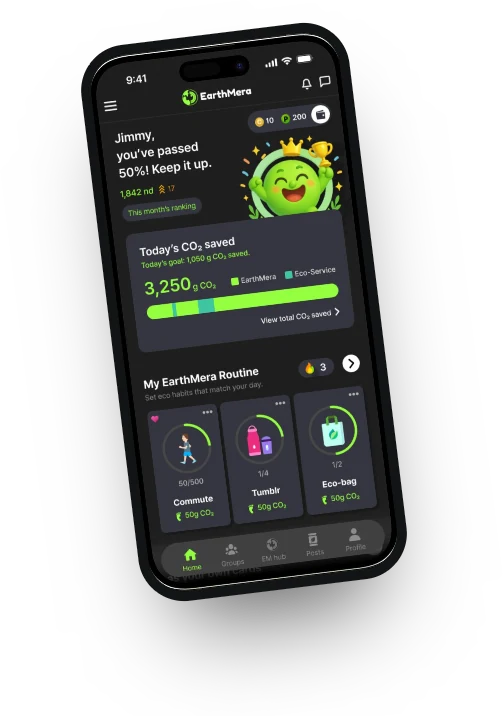 9:41
EarthMera
10 200
Jimmy,
you've passed
50%! Keep it up.
1,842 nd 17
This month's ranking
Today's CO₂ saved
Today's goal: 1,050 g CO₂ saved.
3,250 g CO₂
EarthMera Eco-Service
View total CO₂ saved
My EarthMera Routine
Set eco habits that match your day.
3
50/500 1/4 1/2
Commute Tumblr Eco-bag
50g CO₂ 50g CO₂ 50g CO₂
Home Groups EM hub Posts Profile
your own cards